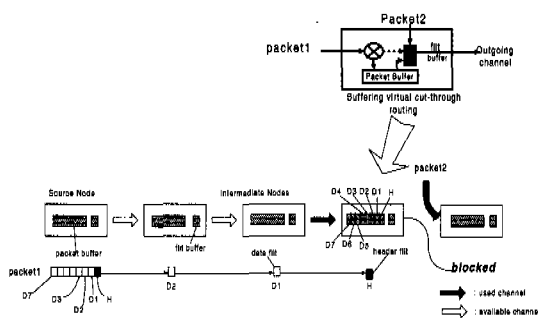 Packet2
packet1
flit
buffer
Outgoing
channel
Packet Buffer
Buffering virtual cut-through
routing
packet2
Source Node
Intermediate Nodes
D4 D3 D2 D1 H
D7 D6 D5
packet buffer
flit buffer
data flit
header flit
packet1
D7 D3 D2 D1 H
D2
D1
H
blocked
: used channel
: available channe